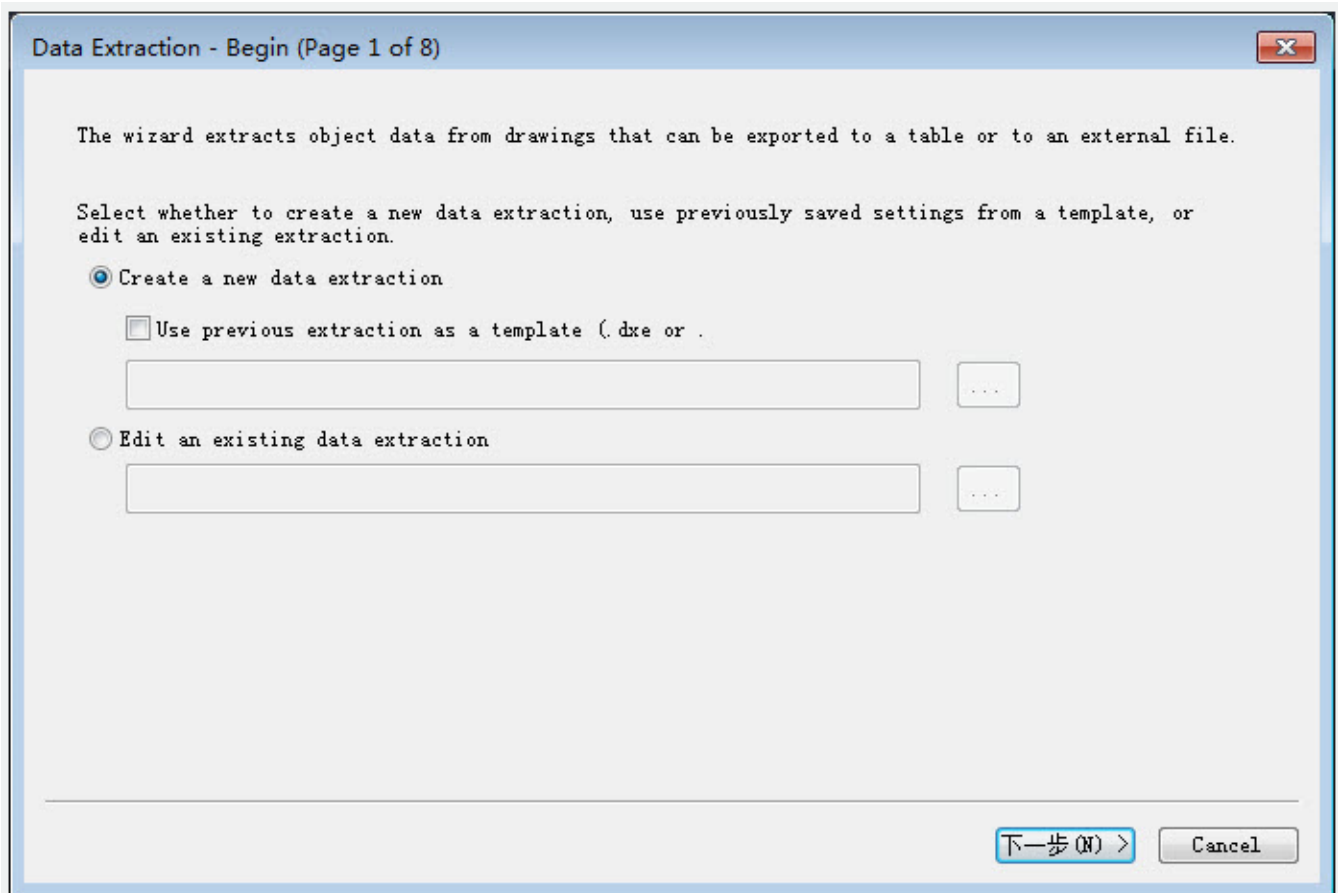 Data Extraction - Begin (Page 1 of 8)
The wizard extracts object data from drawings that can be exported to a table or to an external file.
Select whether to create a new data extraction, use previously saved settings from a template, or
edit an existing extraction.
Create a new data extraction
Use previous extraction as a template (.dxe or .
...
Edit an existing data extraction
...
下一步(N) >
Cancel